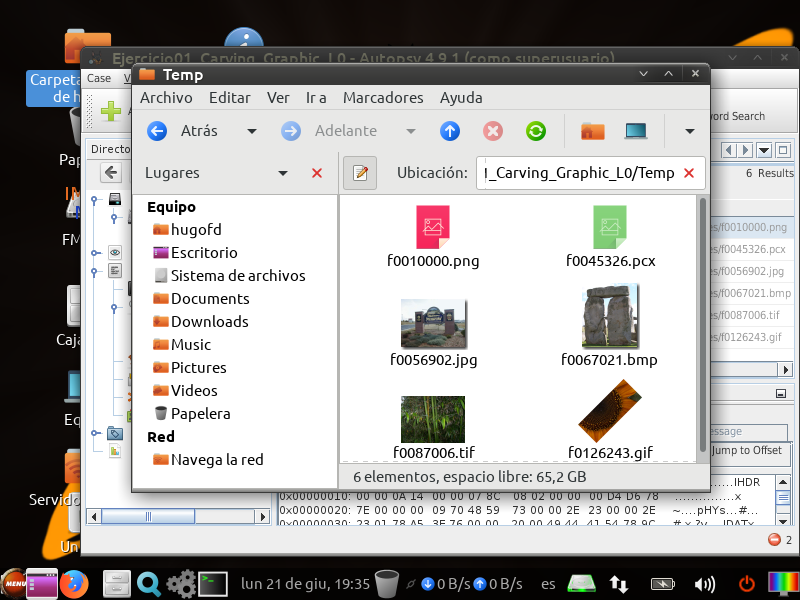 Ejercicio01_Carving_Graphic_L0 - Autopsy 4.9.1 (como superusuario)
Temp
Carpeta
de h
Case
Archivo Editar Ver Ir a Marcadores Ayuda
Atrás Adelante
word Search
Pap
Directo
Lugares
Ubicación: !_Carving_Graphic_L0/Temp
6 Results
Equipo
hugofd
Escritorio
Sistema de archivos
Documents
Downloads
Music
Pictures
Videos
Papelera
Red
Navega la red
f0010000.png f0045326.pcx
f0056902.jpg f0067021.bmp
f0087006.tif f0126243.gif
es/f0010000.png
es/f0045326.pcx
es/f0056902.jpg
es/f0067021.bmp
es/f0087006.tif
es/f0126243.gif
FM
Caja
Eq
Servido
Un
essage
Jump to Offset
6 elementos, espacio libre: 65,2 GB
IHDR
0x00000010: 00 00 0A 14 00 00 07 8C 08 02 00 00 00 D4 D6 78 ..............x
0x00000020: 7E 00 00 00 09 70 48 59 73 00 00 2E 23 00 00 2E ~....pHYs...#...
0x00000030: 23 01 78 A5 3F 76 00 00 20 00 49 44 41 54 78 9C
2
MENU
lun 21 de giu, 19:35 0 B/s 0 B/s es